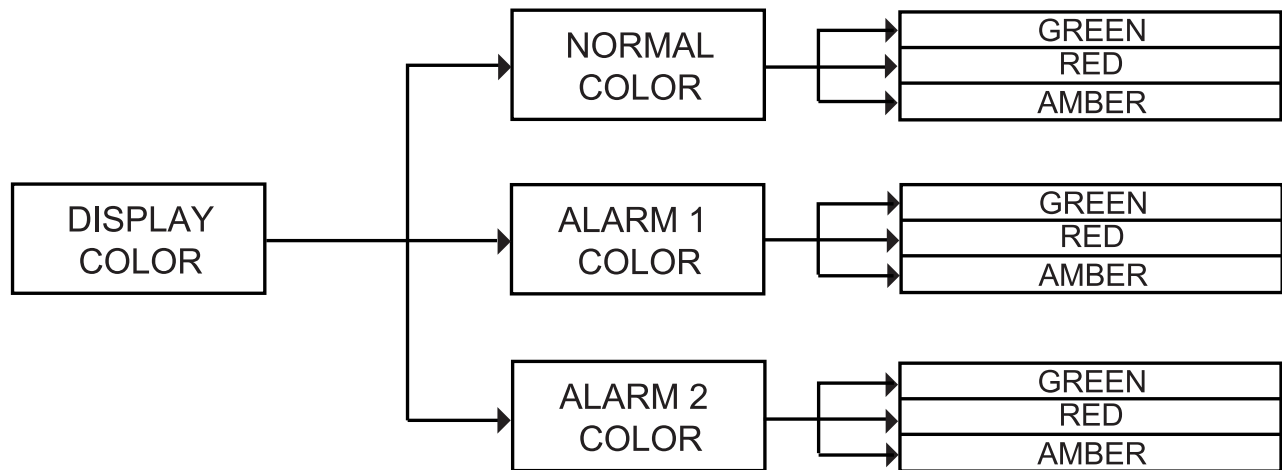 DISPLAY
COLOR
NORMAL
COLOR
GREEN
RED
AMBER
ALARM 1
COLOR
GREEN
RED
AMBER
ALARM 2
COLOR
GREEN
RED
AMBER